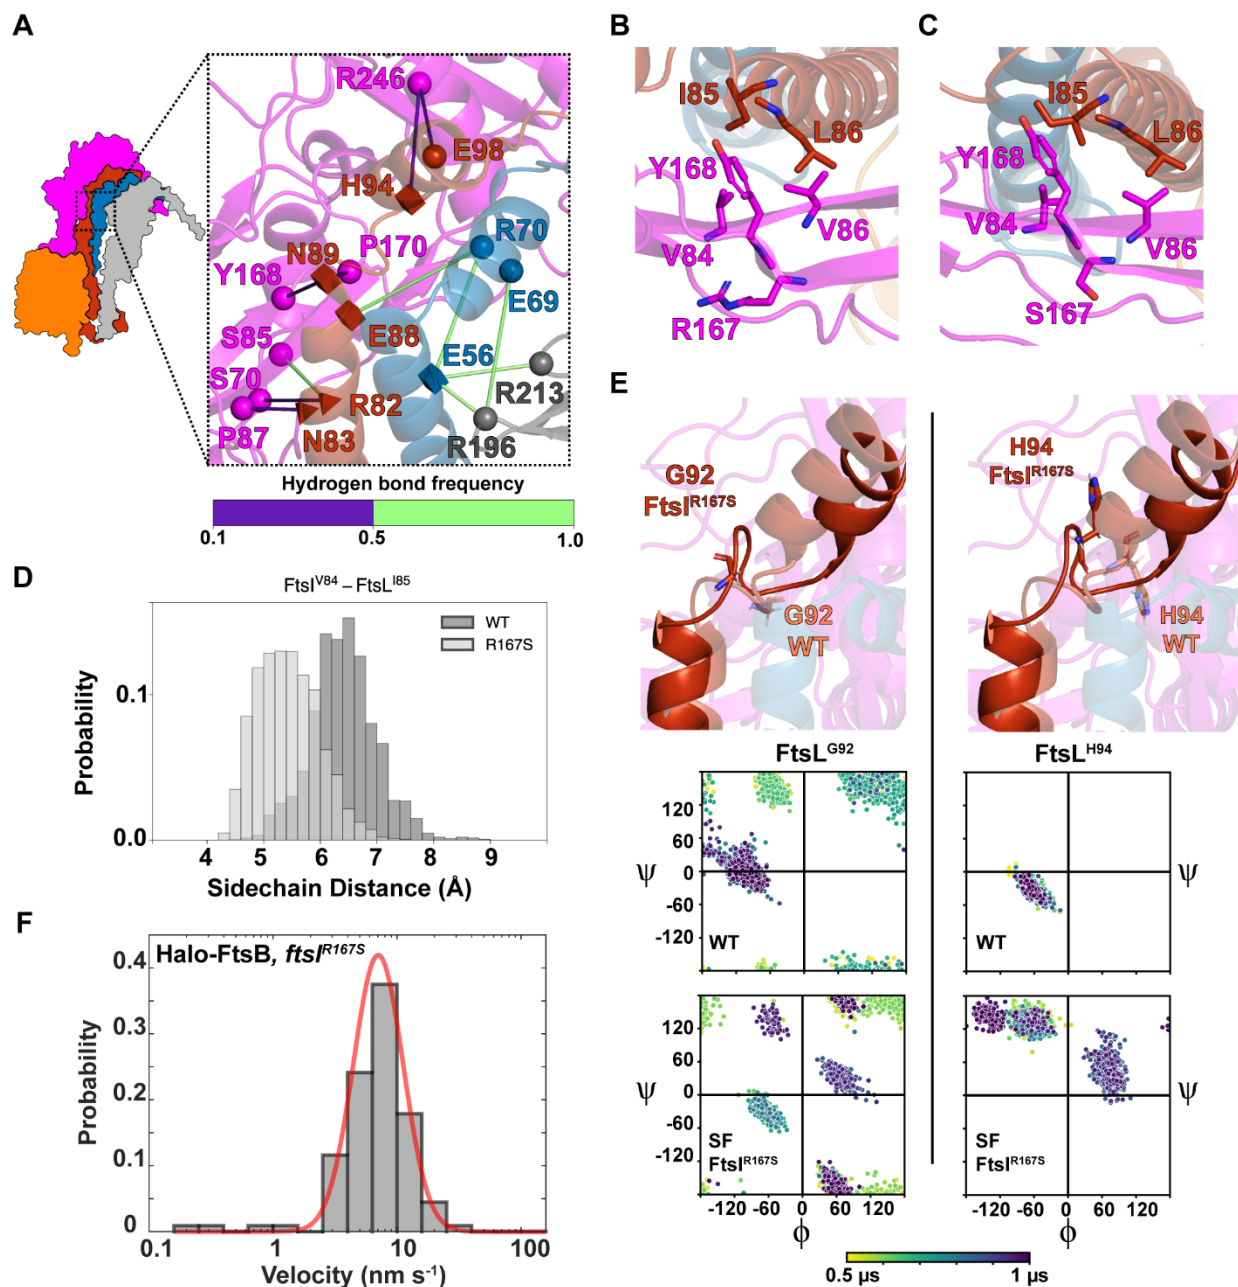 A
R246
E98
H94
P170
R70
N89
Y168
E69
S85
E88
E56
S70
R213
R82
P87
N83
R196
Hydrogen bond frequency
0.1
0.5
1.0
B
I85
L86
Y168
V84
V86
R167
C
I85
L86
Y168
V84
V86
S167
D
FtsI^V84 – FtsL^I85
WT
R167S
Probability
0.1
0.0
4 5 6 7 8 9
Sidechain Distance (Å)
E
G92
FtsI^R167S
G92
WT
H94
FtsI^R167S
H94
WT
FtsL^G92
FtsL^H94
120
60
0
-60
-120
ψ
WT
WT
ψ
120
60
0
-60
-120
ψ
SF
FtsI^R167S
SF
FtsI^R167S
ψ
-120 -60 0 60 120
-120 -60 0 60 120
ϕ
ϕ
0.5 µs
1 µs
F
Halo-FtsB, ftsI^R167S
Probability
0.4
0.3
0.2
0.1
0
0.1 1 10 100
Velocity (nm s⁻¹)